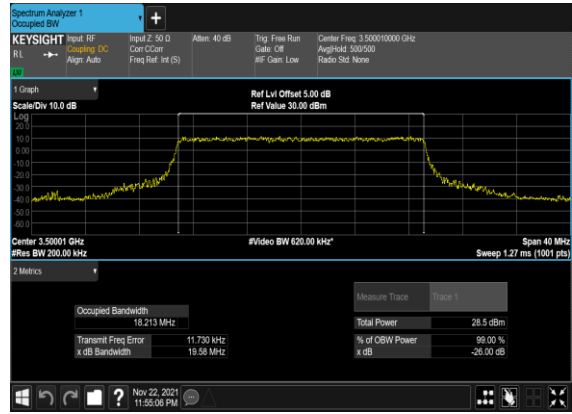 Spectrum Analyzer 1
Occupied BW
KEYSIGHT Input: RF Input Z: 50 Ω Atten: 40 dB Trig: Free Run Center Freq: 3.500010000 GHz
RL Coupling: DC Corr CCorr Gate: Off Avg|Hold: 500/500
Align: Auto Freq Ref: Int (S) #IF Gain: Low Radio Std: None
LW
1 Graph Ref Lvl Offset 5.00 dB
Scale/Div 10.0 dB Ref Value 30.00 dBm
Log
20.0
10.0
0.00
-10.0
-20.0
-30.0
-40.0
-50.0
-60.0
Center 3.50001 GHz #Video BW 620.00 kHz* Span 40 MHz
#Res BW 200.00 kHz Sweep 1.27 ms (1001 pts)
2 Metrics
Measure Trace Trace 1
Occupied Bandwidth
18.213 MHz Total Power 28.5 dBm
Transmit Freq Error 11.730 kHz % of OBW Power 99.00 %
x dB Bandwidth 19.58 MHz x dB -26.00 dB
? Nov 22, 2021
11:55:06 PM